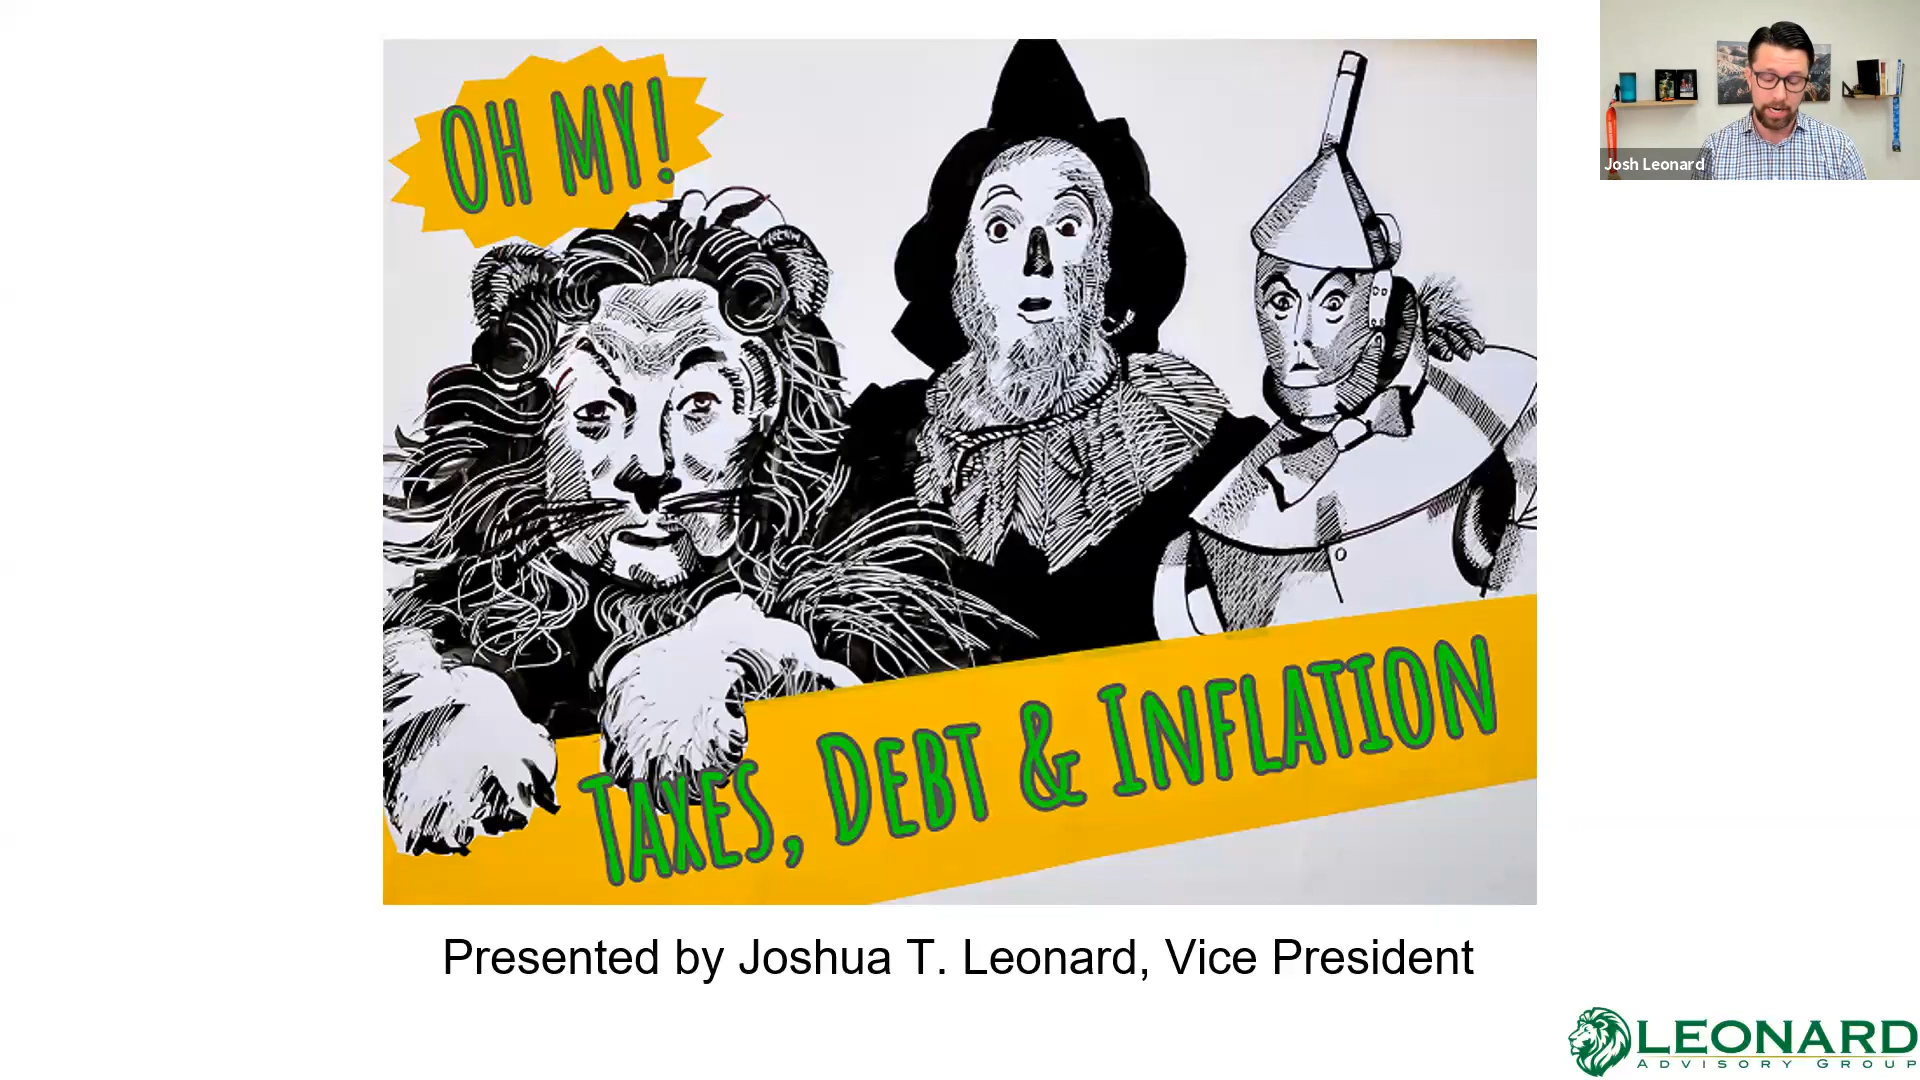 OH MY!
Josh Leonard
TAXES, DEBT & INFLATION
Presented by Joshua T. Leonard, Vice President
LEONARD
ADVISORY GROUP